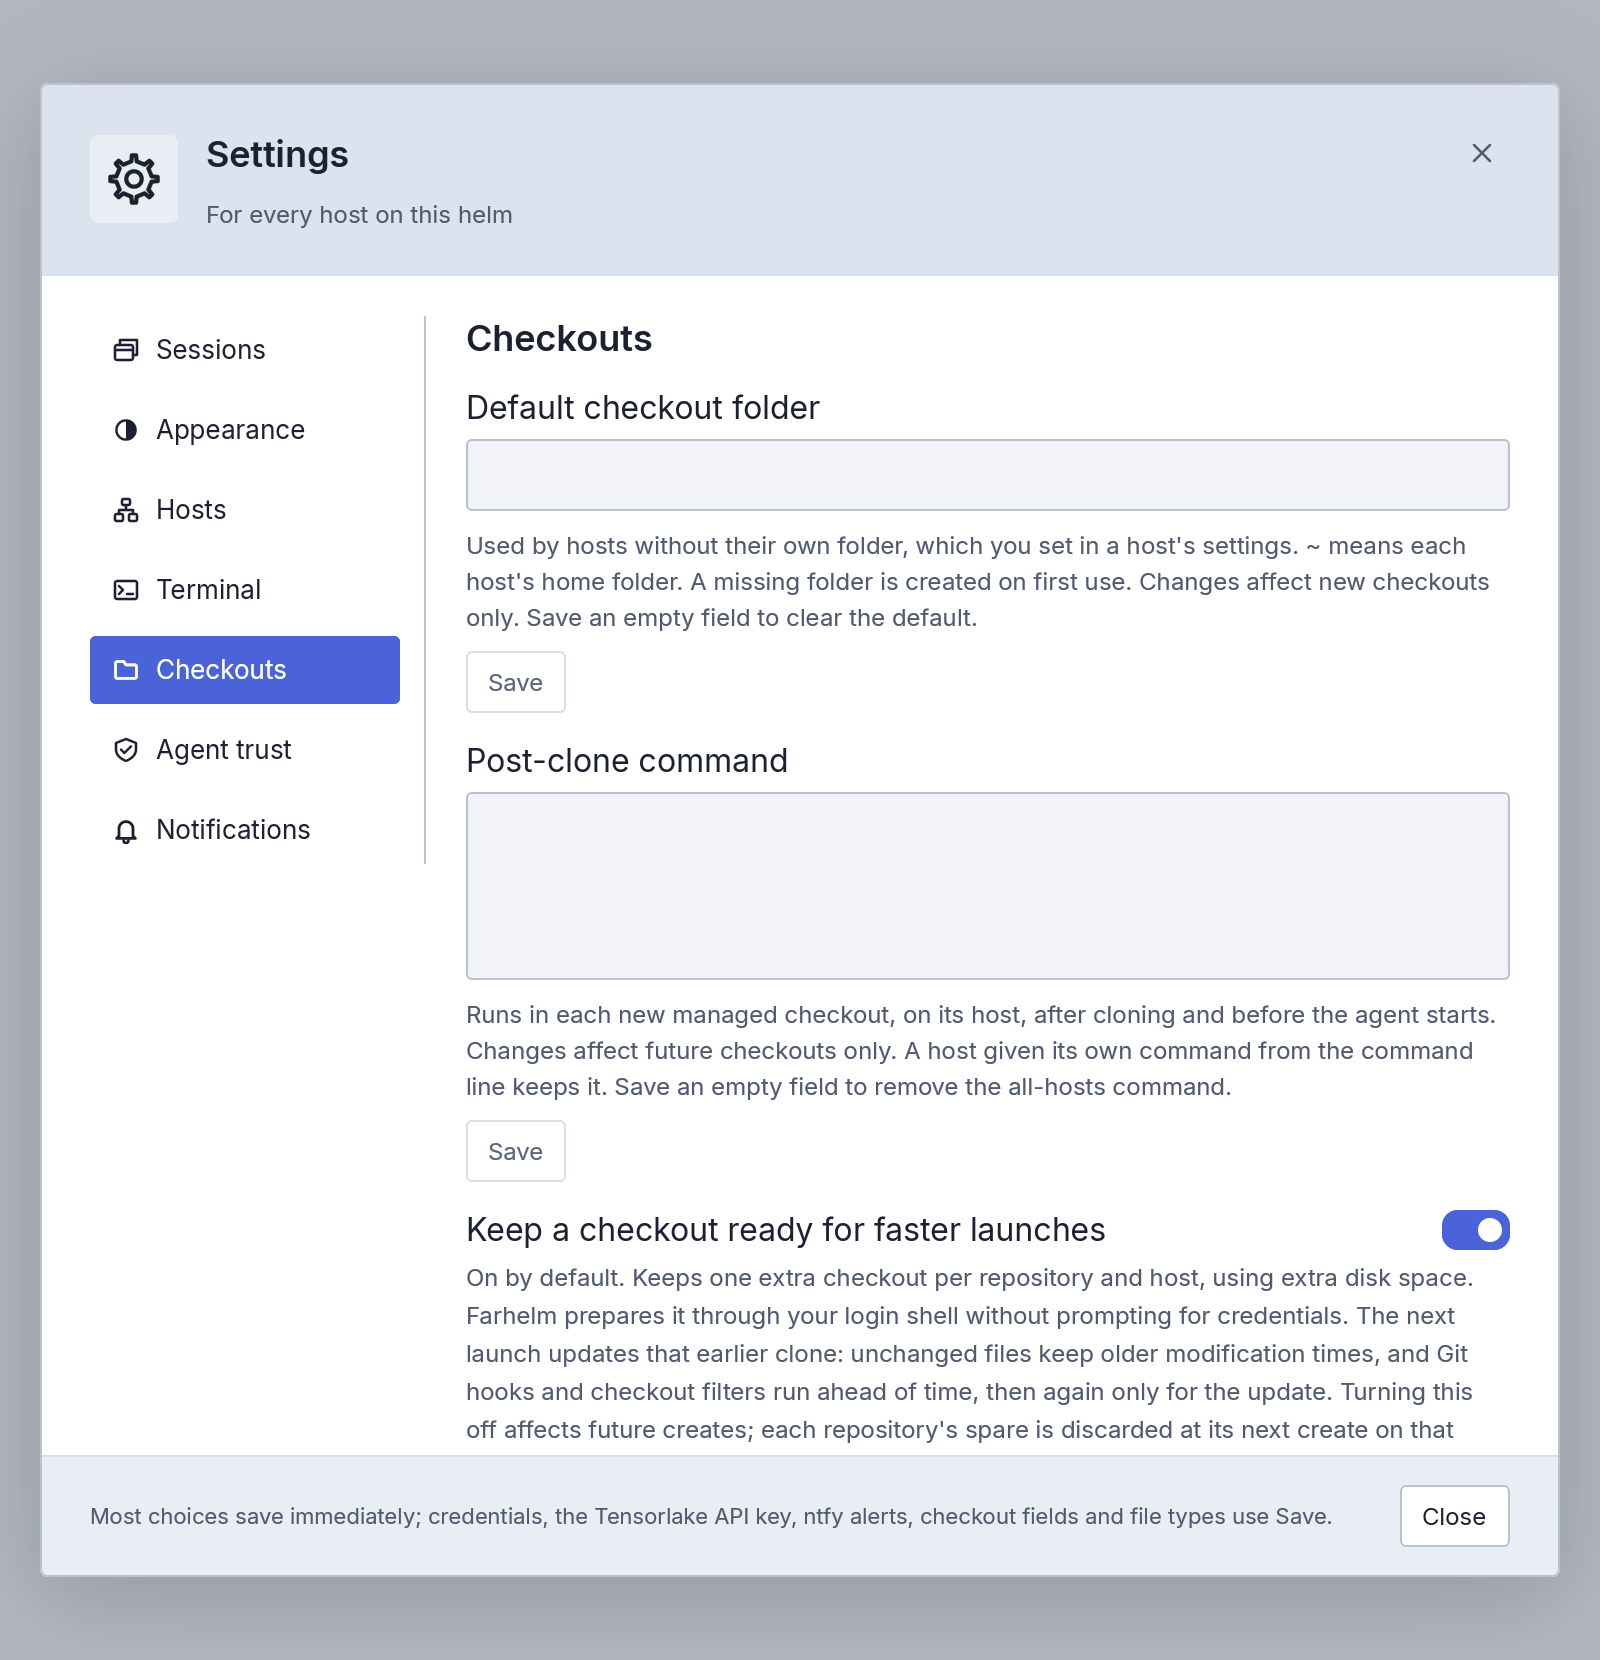 Settings
For every host on this helm
Sessions
Appearance
Hosts
Terminal
Checkouts
Agent trust
Notifications
Checkouts
Default checkout folder
Used by hosts without their own folder, which you set in a host's settings. ~ means each
host's home folder. A missing folder is created on first use. Changes affect new checkouts
only. Save an empty field to clear the default.
Save
Post-clone command
Runs in each new managed checkout, on its host, after cloning and before the agent starts.
Changes affect future checkouts only. A host given its own command from the command
line keeps it. Save an empty field to remove the all-hosts command.
Save
Keep a checkout ready for faster launches
On by default. Keeps one extra checkout per repository and host, using extra disk space.
Farhelm prepares it through your login shell without prompting for credentials. The next
launch updates that earlier clone: unchanged files keep older modification times, and Git
hooks and checkout filters run ahead of time, then again only for the update. Turning this
off affects future creates; each repository's spare is discarded at its next create on that
Most choices save immediately; credentials, the Tensorlake API key, ntfy alerts, checkout fields and file types use Save.
Close